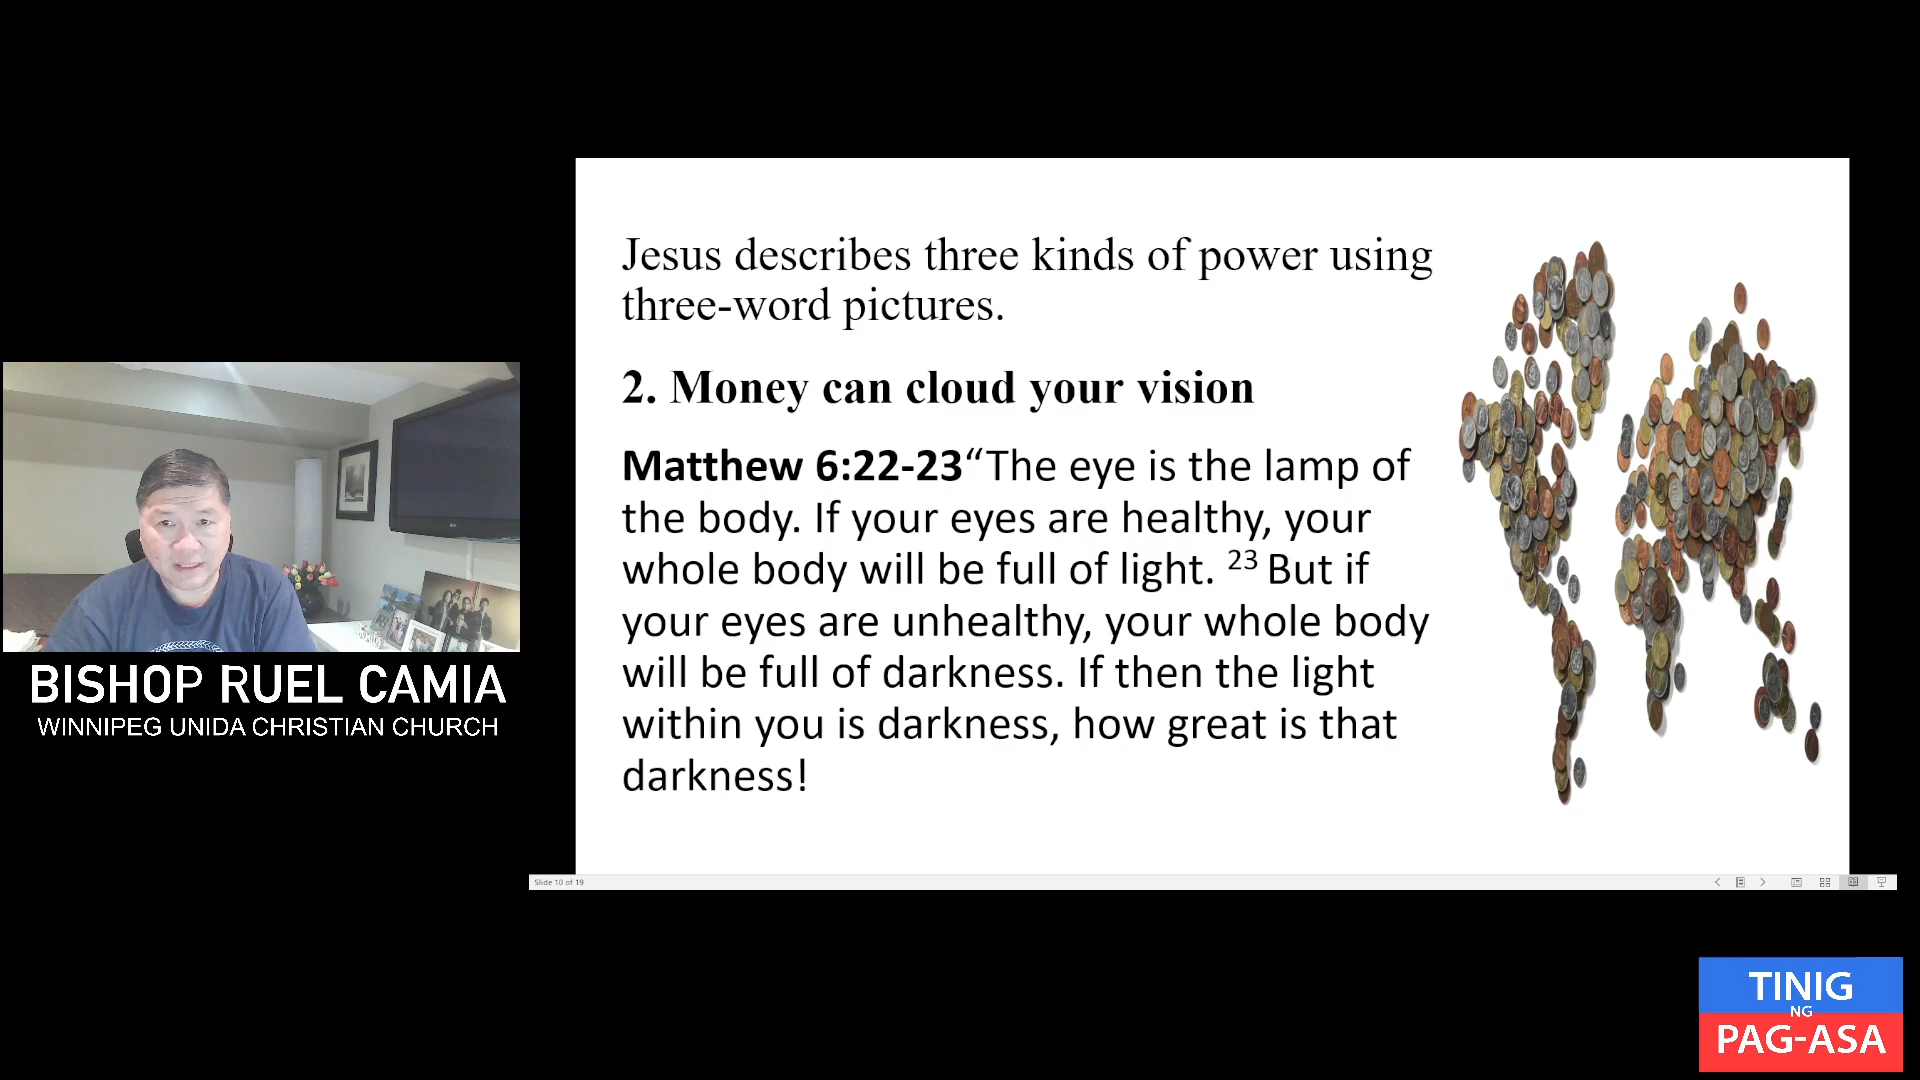 Jesus describes three kinds of power using
three-word pictures.
2. Money can cloud your vision
Matthew 6:22-23“The eye is the lamp of
the body. If your eyes are healthy, your
whole body will be full of light. 23 But if
your eyes are unhealthy, your whole body
will be full of darkness. If then the light
within you is darkness, how great is that
darkness!
BISHOP RUEL CAMIA
WINNIPEG UNIDA CHRISTIAN CHURCH
Slide 10 of 19
TINIG
NG
PAG-ASA